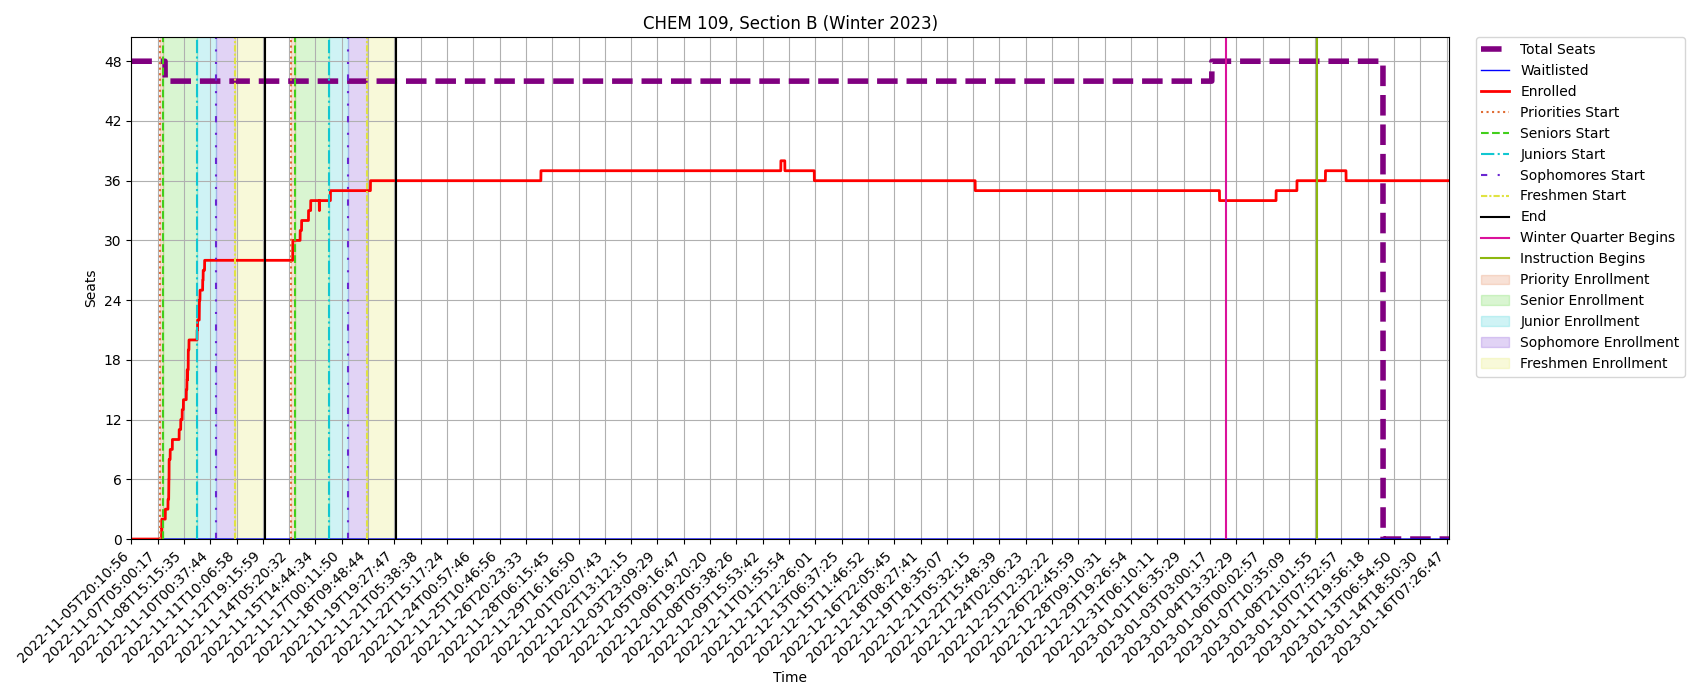 CHEM 109, Section B (Winter 2023)
Seats
48
42
36
30
24
18
12
6
0
2022-11-05T20:10:56
2022-11-07T05:00:17
2022-11-08T15:15:35
2022-11-10T00:37:44
2022-11-11T10:06:58
2022-11-12T19:15:59
2022-11-14T05:20:32
2022-11-15T14:44:34
2022-11-17T00:11:50
2022-11-18T09:48:44
2022-11-19T19:27:47
2022-11-21T05:38:38
2022-11-22T15:17:24
2022-11-24T00:57:46
2022-11-25T10:46:56
2022-11-26T20:23:33
2022-11-28T06:15:45
2022-11-29T16:16:50
2022-12-01T02:07:43
2022-12-02T13:12:15
2022-12-03T23:09:29
2022-12-05T09:16:47
2022-12-06T19:20:20
2022-12-08T05:38:26
2022-12-09T15:53:42
2022-12-11T01:55:54
2022-12-12T12:26:01
2022-12-13T06:37:25
2022-12-15T11:46:52
2022-12-16T22:05:45
2022-12-18T08:27:41
2022-12-19T18:35:07
2022-12-21T05:32:15
2022-12-22T15:48:39
2022-12-24T02:06:23
2022-12-25T12:32:22
2022-12-26T22:45:59
2022-12-28T09:10:31
2022-12-29T19:26:54
2022-12-31T06:10:11
2023-01-01T16:35:29
2023-01-03T03:00:17
2023-01-04T13:32:29
2023-01-06T00:02:57
2023-01-07T10:35:09
2023-01-08T21:01:55
2023-01-10T07:52:57
2023-01-11T19:56:18
2023-01-13T06:54:50
2023-01-14T18:50:30
2023-01-16T07:26:47
Time
Total Seats
Waitlisted
Enrolled
Priorities Start
Seniors Start
Juniors Start
Sophomores Start
Freshmen Start
End
Winter Quarter Begins
Instruction Begins
Priority Enrollment
Senior Enrollment
Junior Enrollment
Sophomore Enrollment
Freshmen Enrollment